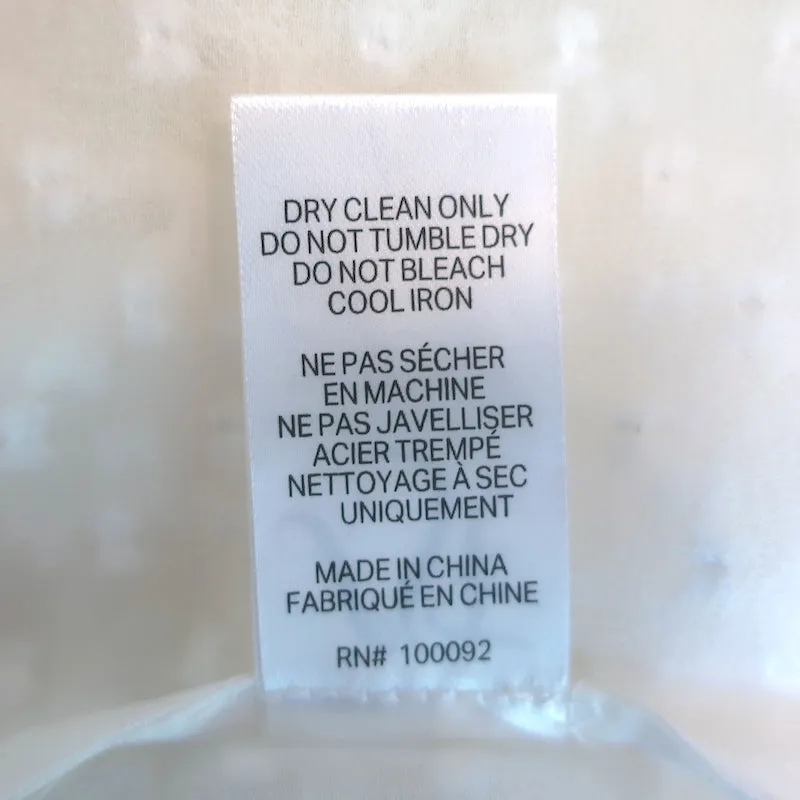 DRY CLEAN ONLY
DO NOT TUMBLE DRY
DO NOT BLEACH
COOL IRON
NE PAS SÉCHER
EN MACHINE
NE PAS JAVELLISER
ACIER TREMPÉ
NETTOYAGE À SEC
UNIQUEMENT
MADE IN CHINA
FABRIQUÉ EN CHINE
RN# 100092